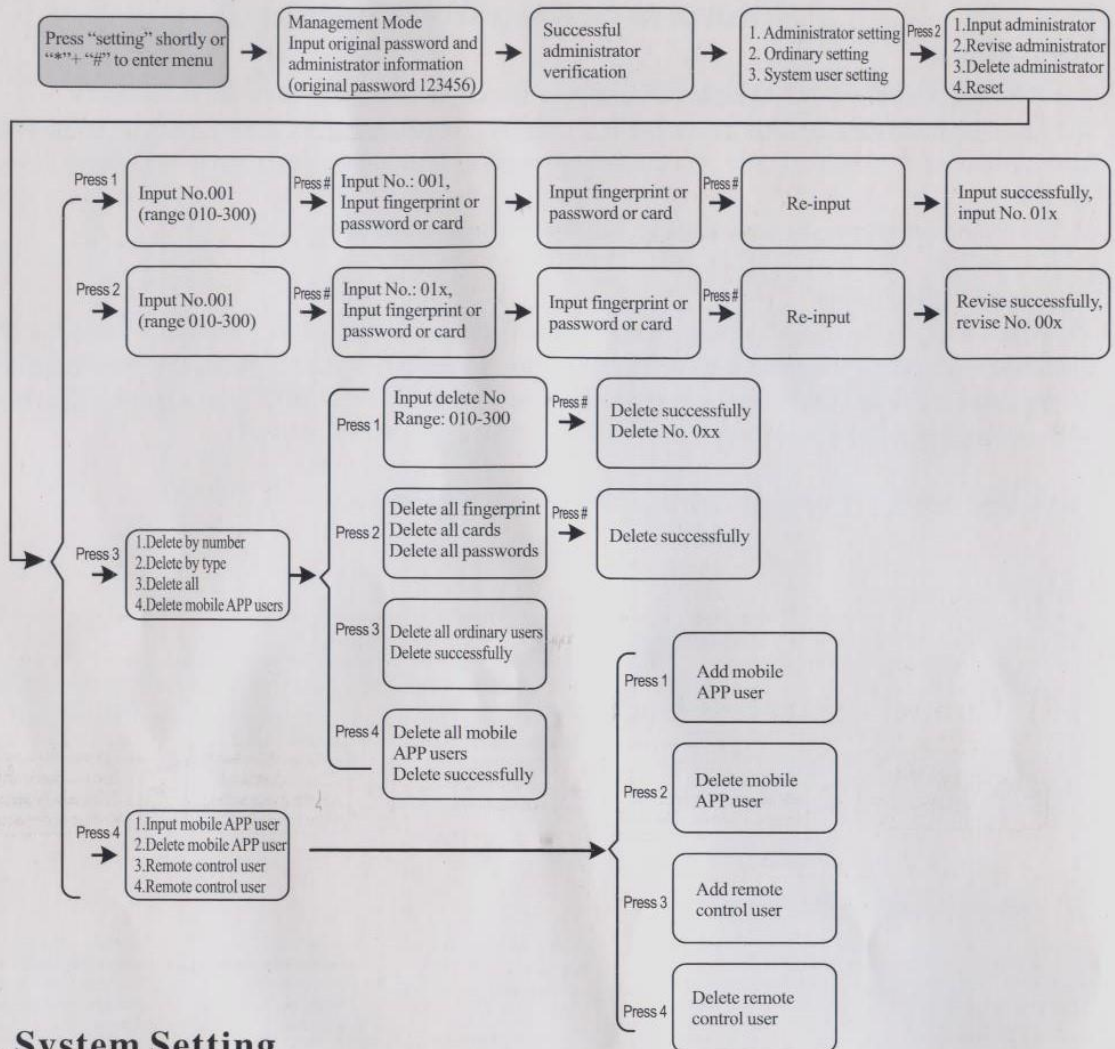 Press “setting” shortly or
“*”+ “#” to enter menu
Management Mode
Input original password and
administrator information
(original password 123456)
Successful
administrator
verification
1. Administrator setting
2. Ordinary setting
3. System user setting
Press 2
1.Input administrator
2.Revise administrator
3.Delete administrator
4.Reset
Press 1
Input No.001
(range 010-300)
Press #
Input No.: 001,
Input fingerprint or
password or card
Input fingerprint or
password or card
Press #
Re-input
Input successfully,
input No. 01x
Press 2
Input No.001
(range 010-300)
Press #
Input No.: 01x,
Input fingerprint or
password or card
Input fingerprint or
password or card
Press #
Re-input
Revise successfully,
revise No. 00x
Press 3
1.Delete by number
2.Delete by type
3.Delete all
4.Delete mobile APP users
Press 1
Input delete No
Range: 010-300
Press #
Delete successfully
Delete No. 0xx
Press 2
Delete all fingerprint
Delete all cards
Delete all passwords
Press #
Delete successfully
Press 3
Delete all ordinary users
Delete successfully
Press 4
Delete all mobile
APP users
Delete successfully
Press 4
1.Input mobile APP user
2.Delete mobile APP user
3.Remote control user
4.Remote control user
Press 1
Add mobile
APP user
Press 2
Delete mobile
APP user
Press 3
Add remote
control user
Press 4
Delete remote
control user
System Setting